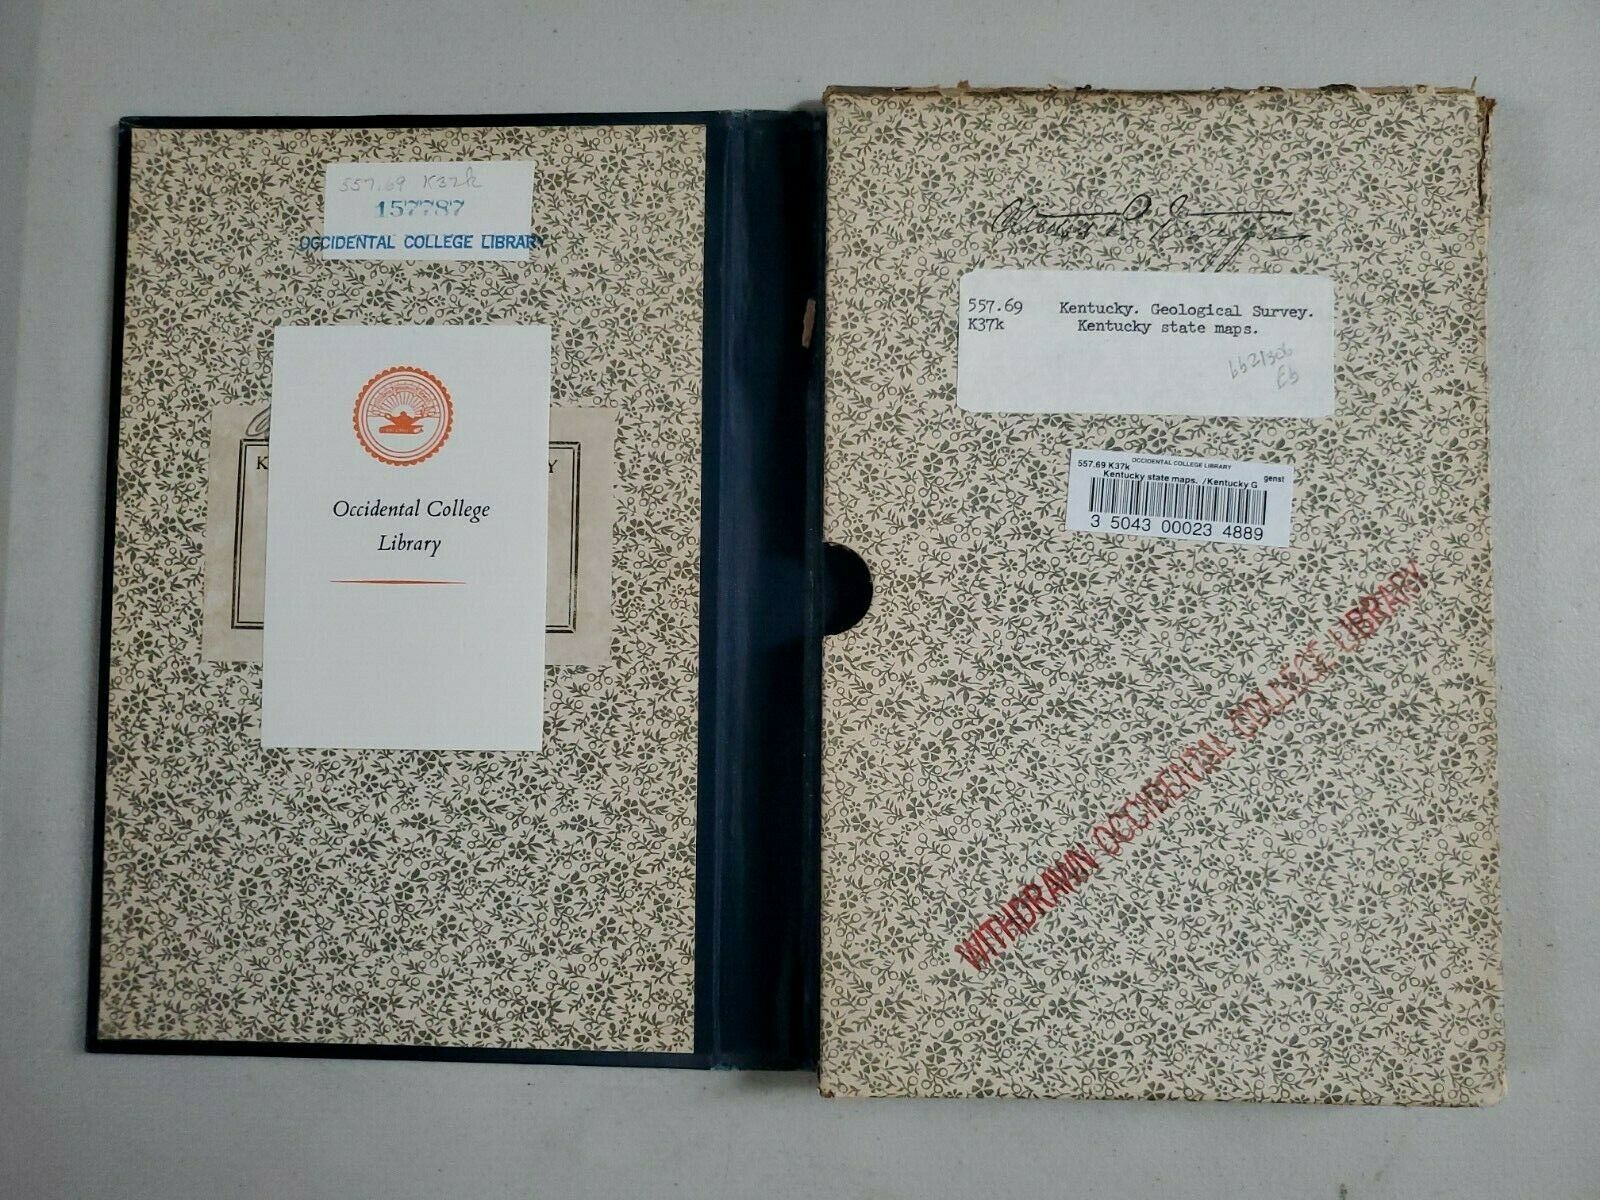 557.69 K37k
157787
OCCIDENTAL COLLEGE LIBRARY
K
Y
Occidental College
Library
557.69 Kentucky. Geological Survey.
K37k Kentucky state maps.
OCCIDENTAL COLLEGE LIBRARY
557.69 K37k
Kentucky state maps. /Kentucky G genst
3 5043 00023 4889
WITHDRAWN OCCIDENTAL COLLEGE LIBRARY